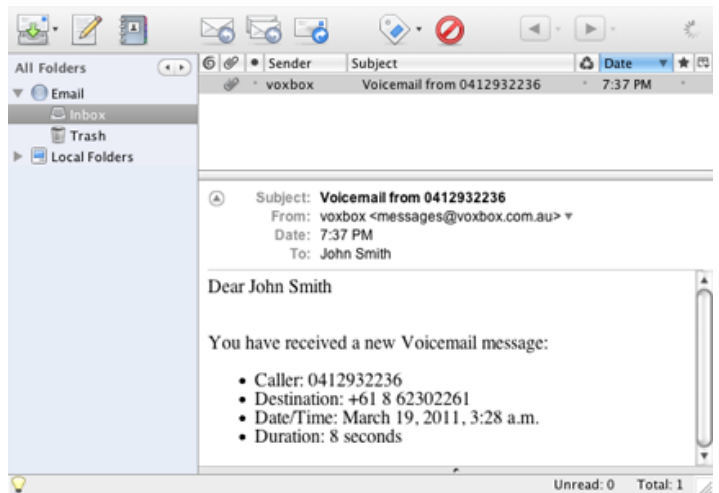 All Folders
Email
Inbox
Trash
Local Folders
Sender Subject Date
voxbox Voicemail from 0412932236 7:37 PM
Subject: Voicemail from 0412932236
From: voxbox <messages@voxbox.com.au>
Date: 7:37 PM
To: John Smith
Dear John Smith
You have received a new Voicemail message:
• Caller: 0412932236
• Destination: +61 8 62302261
• Date/Time: March 19, 2011, 3:28 a.m.
• Duration: 8 seconds
Unread: 0 Total: 1